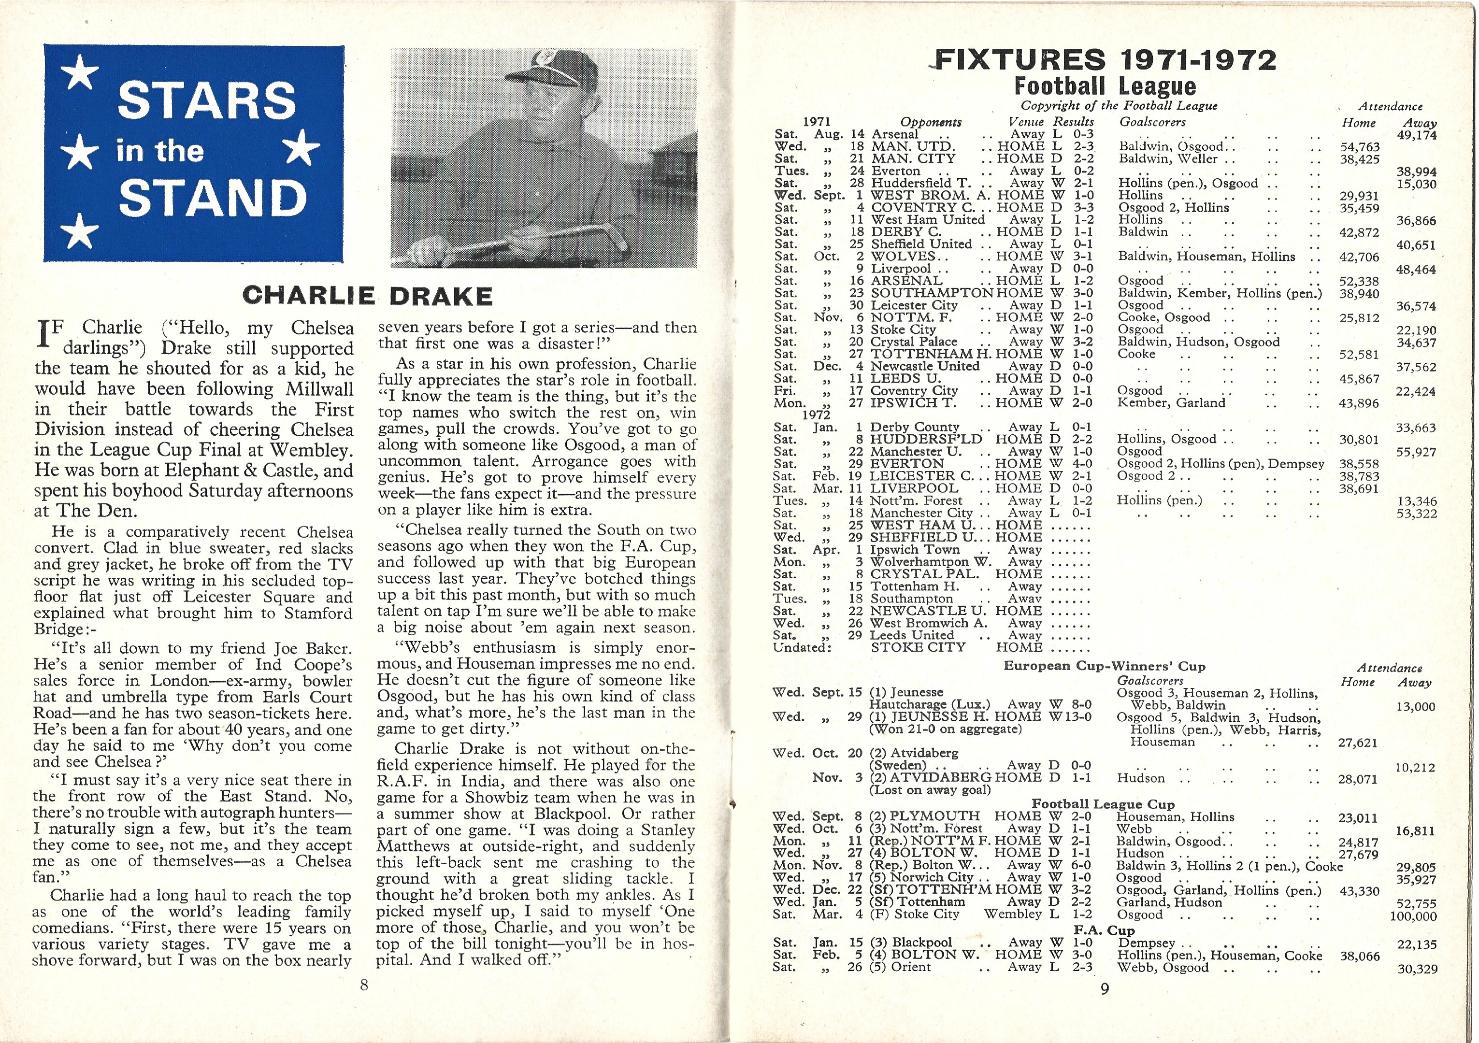 STARS
in the
STAND
CHARLIE DRAKE
IF Charlie (“Hello, my Chelsea
darlings”) Drake still supported
the team he shouted for as a kid, he
would have been following Millwall
in their battle towards the First
Division instead of cheering Chelsea
in the League Cup Final at Wembley.
He was born at Elephant & Castle, and
spent his boyhood Saturday afternoons
at The Den.
He is a comparatively recent Chelsea
convert. Clad in blue sweater, red slacks
and grey jacket, he broke off from the TV
script he was writing in his secluded top-
floor flat just off Leicester Square and
explained what brought him to Stamford
Bridge:-
“It’s all down to my friend Joe Baker.
He’s a senior member of Ind Coope’s
sales force in London—ex-army, bowler
hat and umbrella type from Earls Court
Road—and he has two season-tickets here.
He’s been a fan for about 40 years, and one
day he said to me ‘Why don’t you come
and see Chelsea?’
“I must say it’s a very nice seat there in
the front row of the East Stand. No,
there’s no trouble with autograph hunters—
I naturally sign a few, but it’s the team
they come to see, not me, and they accept
me as one of themselves—as a Chelsea
fan.”
Charlie had a long haul to reach the top
as one of the world’s leading family
comedians. “First, there were 15 years on
various variety stages. TV gave me a
shove forward, but I was on the box nearly
seven years before I got a series—and then
that first one was a disaster!”
As a star in his own profession, Charlie
fully appreciates the star’s role in football.
“I know the team is the thing, but it’s the
top names who switch the rest on, win
games, pull the crowds. You’ve got to go
along with someone like Osgood, a man of
uncommon talent. Arrogance goes with
genius. He’s got to prove himself every
week—the fans expect it—and the pressure
on a player like him is extra.
“Chelsea really turned the South on two
seasons ago when they won the F.A. Cup,
and followed up with that big European
success last year. They’ve botched things
up a bit this past month, but with so much
talent on tap I’m sure we’ll be able to make
a big noise about ’em again next season.
“Webb’s enthusiasm is simply enor-
mous, and Houseman impresses me no end.
He doesn’t cut the figure of someone like
Osgood, but he has his own kind of class
and, what’s more, he’s the last man in the
game to get dirty.”
Charlie Drake is not without on-the-
field experience himself. He played for the
R.A.F. in India, and there was also one
game for a Showbiz team when he was in
a summer show at Blackpool. Or rather
part of one game. “I was doing a Stanley
Matthews at outside-right, and suddenly
this left-back sent me crashing to the
ground with a great sliding tackle. I
thought he’d broken both my ankles. As I
picked myself up, I said to myself ‘One
more of those, Charlie, and you won’t be
top of the bill tonight—you’ll be in hos-
pital. And I walked off.”
8
FIXTURES 1971-1972
Football League
Copyright of the Football League Attendance
1971 Opponents Venue Results Goalscorers Home Away
Sat. Aug. 14 Arsenal .. .. Away L 0-3 .. .. .. .. .. 49,174
Wed. „ 18 MAN. UTD. .. HOME L 2-3 Baldwin, Osgood.. .. .. 54,763
Sat. „ 21 MAN. CITY .. HOME D 2-2 Baldwin, Weller .. .. .. 38,425
Tues. „ 24 Everton .. .. Away L 0-2 .. .. .. .. .. 38,994
Sat. „ 28 Huddersfield T. .. Away W 2-1 Hollins (pen.), Osgood .. .. 15,030
Wed. Sept. 1 WEST BROM. A. HOME W 1-0 Hollins .. .. .. .. 29,931
Sat. „ 4 COVENTRY C. .. HOME D 3-3 Osgood 2, Hollins .. .. 35,459
Sat. „ 11 West Ham United Away L 1-2 Hollins .. .. .. .. 36,866
Sat. „ 18 DERBY C. .. HOME D 1-1 Baldwin .. .. .. .. 42,872
Sat. „ 25 Sheffield United .. Away L 0-1 .. .. .. .. .. 40,651
Sat. Oct. 2 WOLVES.. .. HOME W 3-1 Baldwin, Houseman, Hollins .. 42,706
Sat. „ 9 Liverpool .. .. Away D 0-0 .. .. .. .. .. 48,464
Sat. „ 16 ARSENAL .. HOME L 1-2 Osgood .. .. .. .. 52,338
Sat. „ 23 SOUTHAMPTON HOME W 3-0 Baldwin, Kember, Hollins (pen.) 38,940
Sat. „ 30 Leicester City .. Away D 1-1 Osgood .. .. .. .. 36,574
Sat. Nov. 6 NOTTM. F. .. HOME W 2-0 Cooke, Osgood .. .. .. 25,812
Sat. „ 13 Stoke City .. Away W 1-0 Osgood .. .. .. .. 22,190
Sat. „ 20 Crystal Palace .. Away W 3-2 Baldwin, Hudson, Osgood .. 34,637
Sat. „ 27 TOTTENHAM H. HOME W 1-0 Cooke .. .. .. .. 52,581
Sat. Dec. 4 Newcastle United Away D 0-0 .. .. .. .. .. 37,562
Sat. „ 11 LEEDS U. .. HOME D 0-0 .. .. .. .. .. 45,867
Fri. „ 17 Coventry City .. Away D 1-1 Osgood .. .. .. .. 22,424
Mon. „ 27 IPSWICH T. .. HOME W 2-0 Kember, Garland .. .. 43,896
1972
Sat. Jan. 1 Derby County .. Away L 0-1 .. .. .. .. .. 33,663
Sat. „ 8 HUDDERSF’LD HOME D 2-2 Hollins, Osgood .. .. .. 30,801
Sat. „ 22 Manchester U. .. Away W 1-0 Osgood .. .. .. .. 55,927
Sat. „ 29 EVERTON .. HOME W 4-0 Osgood 2, Hollins (pen), Dempsey 38,558
Sat. Feb. 19 LEICESTER C. .. HOME W 2-1 Osgood 2 .. .. .. .. 38,783
Sat. Mar. 11 LIVERPOOL .. HOME D 0-0 .. .. .. .. .. 38,691
Tues. „ 14 Nott’m. Forest .. Away L 1-2 Hollins (pen.) .. .. .. 13,346
Sat. „ 18 Manchester City .. Away L 0-1 .. .. .. .. .. 53,322
Sat. „ 25 WEST HAM U. .. HOME ......
Wed. „ 29 SHEFFIELD U. .. HOME ......
Sat. Apr. 1 Ipswich Town .. Away ......
Mon. „ 3 Wolverhamtpon W. Away ......
Sat. „ 8 CRYSTAL PAL. HOME ......
Sat. „ 15 Tottenham H. .. Away ......
Tues. „ 18 Southampton .. Away ......
Sat. „ 22 NEWCASTLE U. HOME ......
Wed. „ 26 West Bromwich A. Away ......
Sat. „ 29 Leeds United .. Away ......
Undated: STOKE CITY HOME ......
European Cup-Winners’ Cup Attendance
Goalscorers Home Away
Wed. Sept. 15 (1) Jeunesse Osgood 3, Houseman 2, Hollins,
Hautcharage (Lux.) Away W 8-0 Webb, Baldwin .. .. 13,000
Wed. „ 29 (1) JEUNESSE H. HOME W13-0 Osgood 5, Baldwin 3, Hudson,
(Won 21-0 on aggregate) Hollins (pen.), Webb, Harris,
Houseman .. .. .. 27,621
Wed. Oct. 20 (2) Atvidaberg
(Sweden) .. .. Away D 0-0 .. .. .. .. .. 10,212
Nov. 3 (2) ATVIDABERG HOME D 1-1 Hudson .. .. .. .. 28,071
(Lost on away goal)
Football League Cup
Wed. Sept. 8 (2) PLYMOUTH HOME W 2-0 Houseman, Hollins .. .. 23,011
Wed. Oct. 6 (3) Nott’m. Forest Away D 1-1 Webb .. .. .. .. 16,811
Mon. „ 11 (Rep.) NOTT’M F. HOME W 2-1 Baldwin, Osgood.. .. .. 24,817
Wed. „ 27 (4) BOLTON W. HOME D 1-1 Hudson .. .. .. .. 27,679
Mon. Nov. 8 (Rep.) Bolton W... Away W 6-0 Baldwin 3, Hollins 2 (1 pen.), Cooke 29,805
Wed. „ 17 (5) Norwich City .. Away W 1-0 Osgood .. .. .. .. 35,927
Wed. Dec. 22 (Sf) TOTTENH’M HOME W 3-2 Osgood, Garland, Hollins (pen.) 43,330
Wed. Jan. 5 (Sf) Tottenham Away D 2-2 Garland, Hudson .. .. 52,755
Sat. Mar. 4 (F) Stoke City Wembley L 1-2 Osgood .. .. .. .. 100,000
F.A. Cup
Sat. Jan. 15 (3) Blackpool .. Away W 1-0 Dempsey .. .. .. .. 22,135
Sat. Feb. 5 (4) BOLTON W. HOME W 3-0 Hollins (pen.), Houseman, Cooke 38,066
Sat. „ 26 (5) Orient .. Away L 2-3 Webb, Osgood .. .. .. 30,329
9